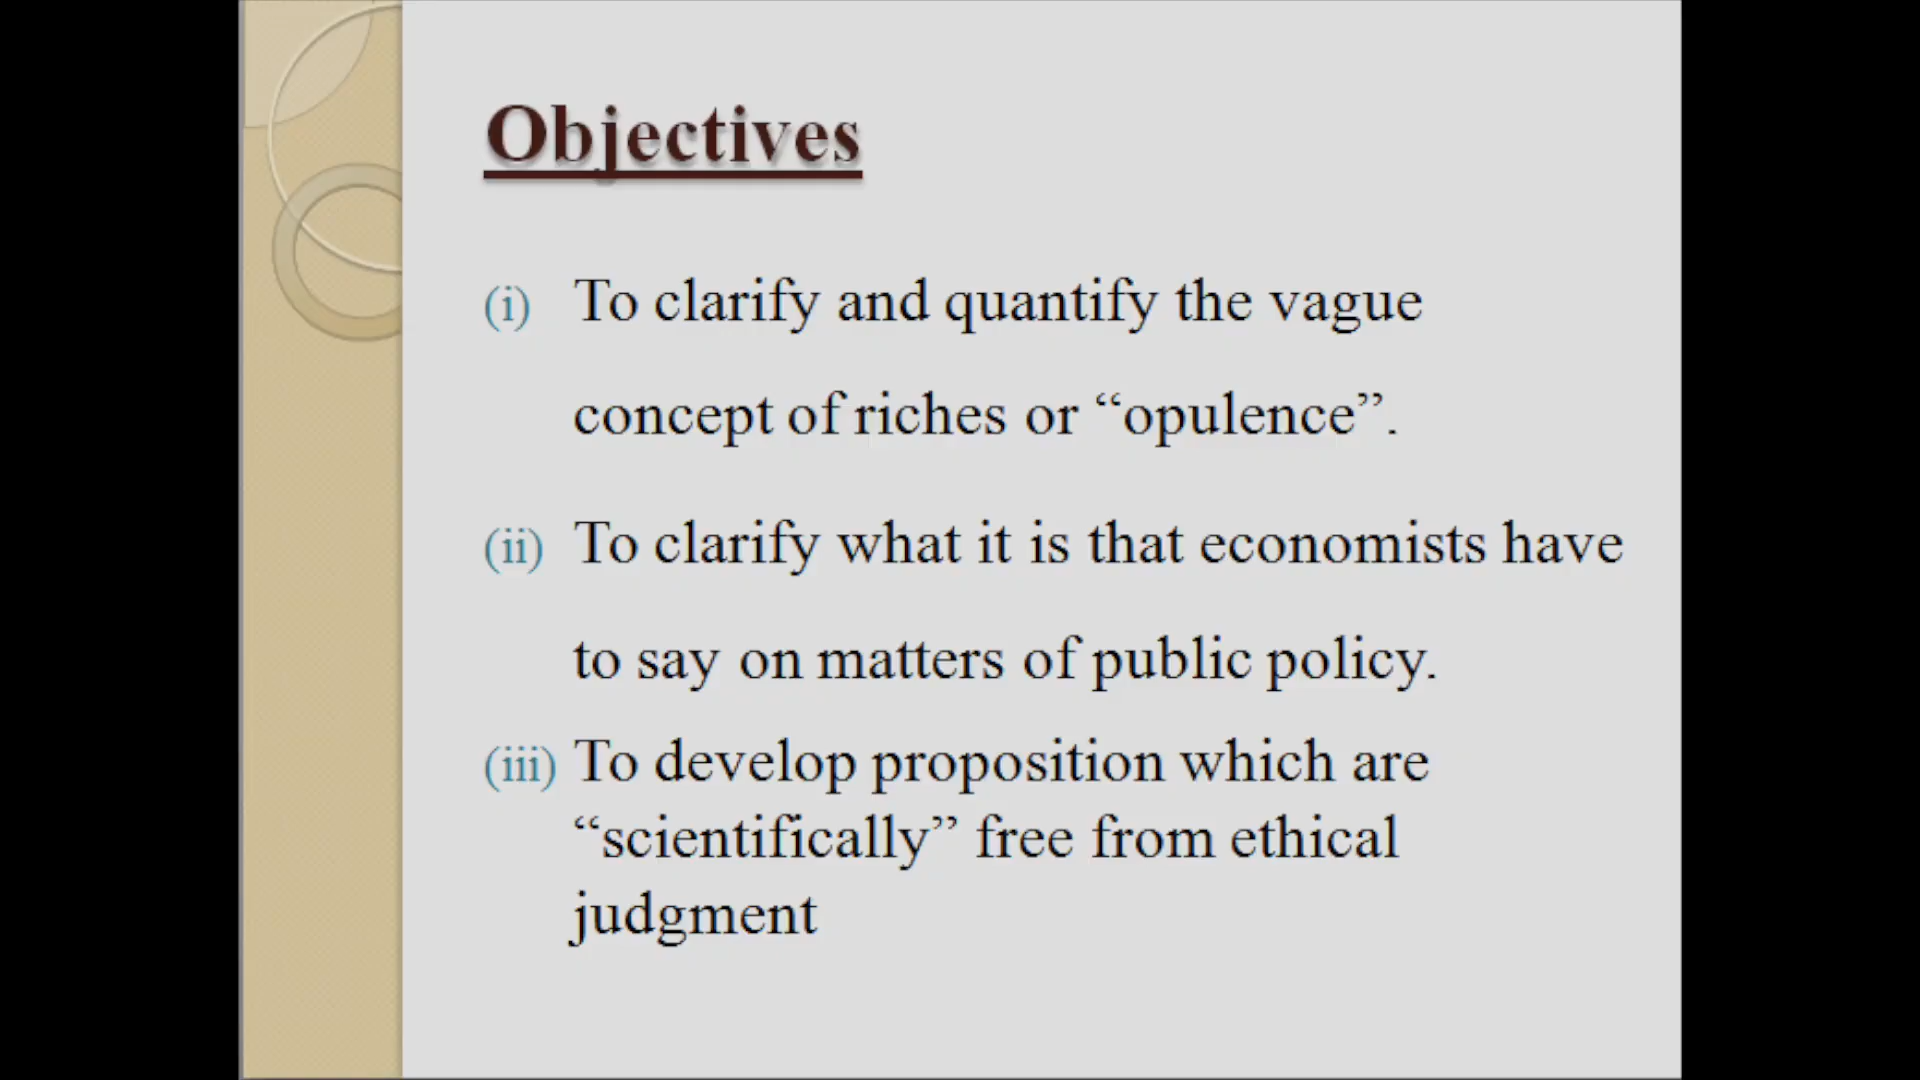 Objectives
(i) To clarify and quantify the vague
concept of riches or “opulence”.
(ii) To clarify what it is that economists have
to say on matters of public policy.
(iii) To develop proposition which are
“scientifically” free from ethical
judgment